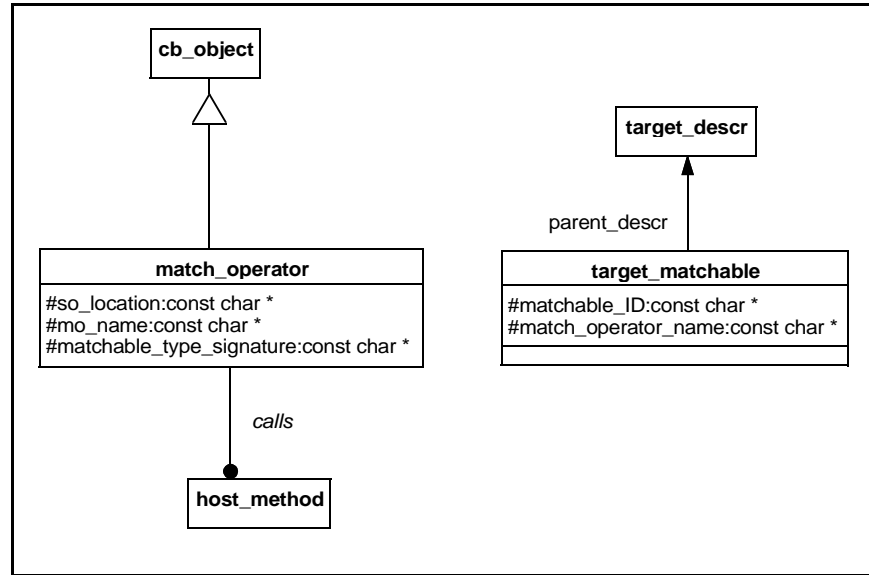 cb_object
target_descr
parent_descr
match_operator
#so_location:const char *
#mo_name:const char *
#matchable_type_signature:const char *
target_matchable
#matchable_ID:const char *
#match_operator_name:const char *
calls
host_method